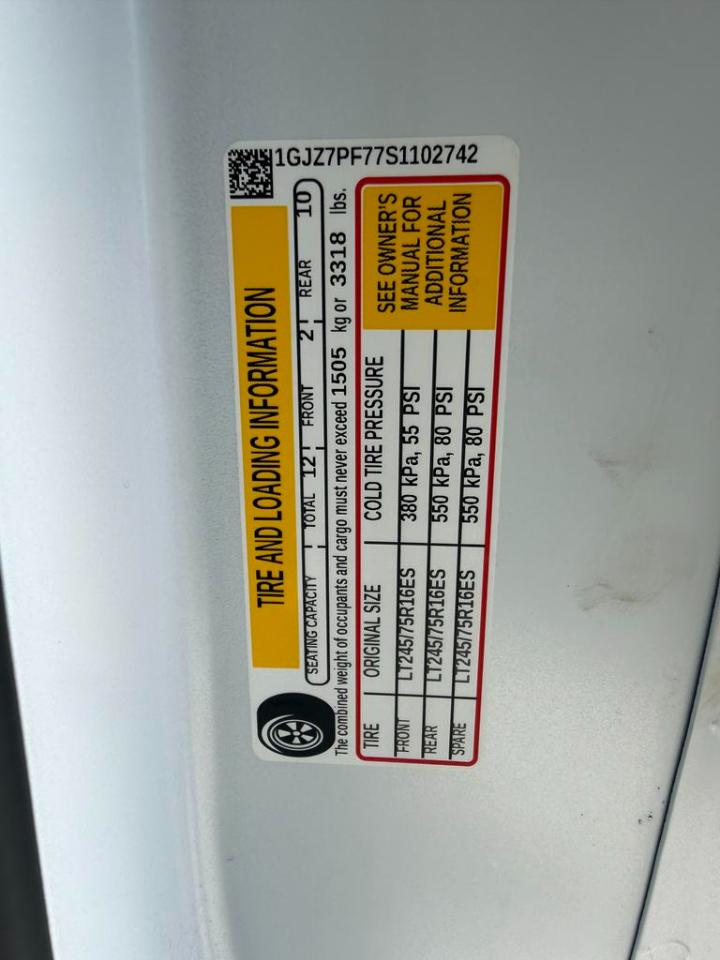 1GJZ7PF77S1102742
TIRE AND LOADING INFORMATION
SEATING CAPACITY TOTAL 12 FRONT 2 REAR 10
The combined weight of occupants and cargo must never exceed 1505 kg or 3318 lbs.
TIRE ORIGINAL SIZE COLD TIRE PRESSURE
FRONT LT245/75R16ES 380 kPa, 55 PSI
REAR LT245/75R16ES 550 kPa, 80 PSI
SPARE LT245/75R16ES 550 kPa, 80 PSI
SEE OWNER'S
MANUAL FOR
ADDITIONAL
INFORMATION